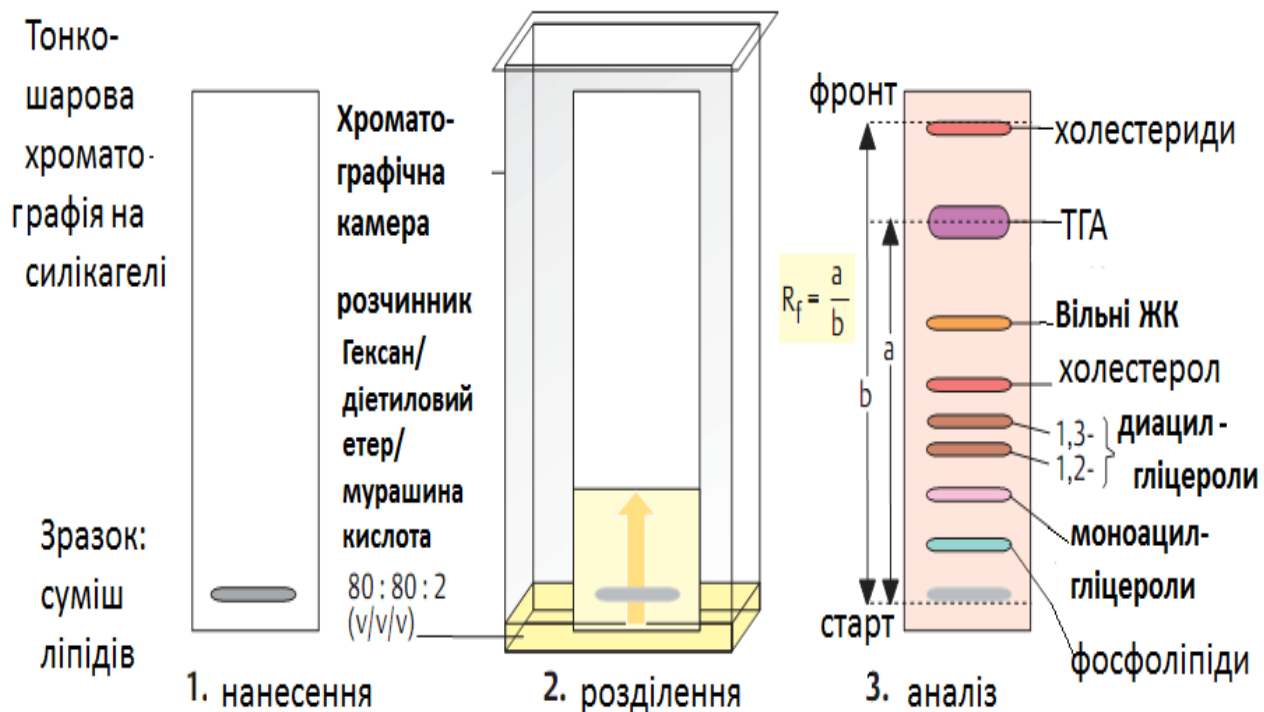 Тонко-
шарова
хромато-
графія на
силікагелі
Зразок:
суміш
ліпідів
1. нанесення
Хромато-
графічна
камера
розчинник
Гексан/
діетиловий
етер/
мурашина
кислота
80 : 80 : 2
(v/v/v)
2. розділення
фронт
R_f = a/b
a
b
старт
холестериди
ТГА
Вільні ЖК
холестерол
1,3-
1,2-
диацил -
гліцероли
моноацил-
гліцероли
фосфоліпіди
3. аналіз